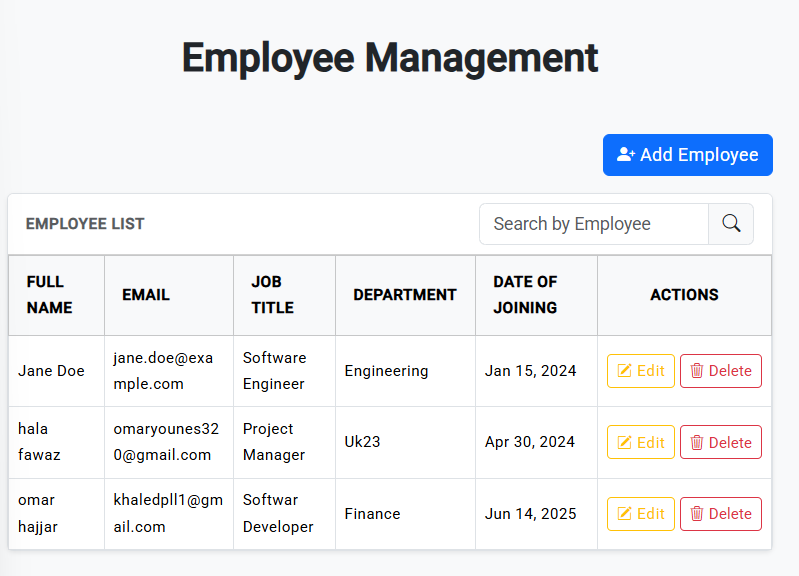 Employee Management
Add Employee
EMPLOYEE LIST
Search by Employee
FULL NAME EMAIL JOB TITLE DEPARTMENT DATE OF JOINING ACTIONS
Jane Doe jane.doe@example.com Software Engineer Engineering Jan 15, 2024 Edit Delete
hala fawaz omaryounes320@gmail.com Project Manager Uk23 Apr 30, 2024 Edit Delete
omar hajjar khaledpll1@gmail.com Softwar Developer Finance Jun 14, 2025 Edit Delete